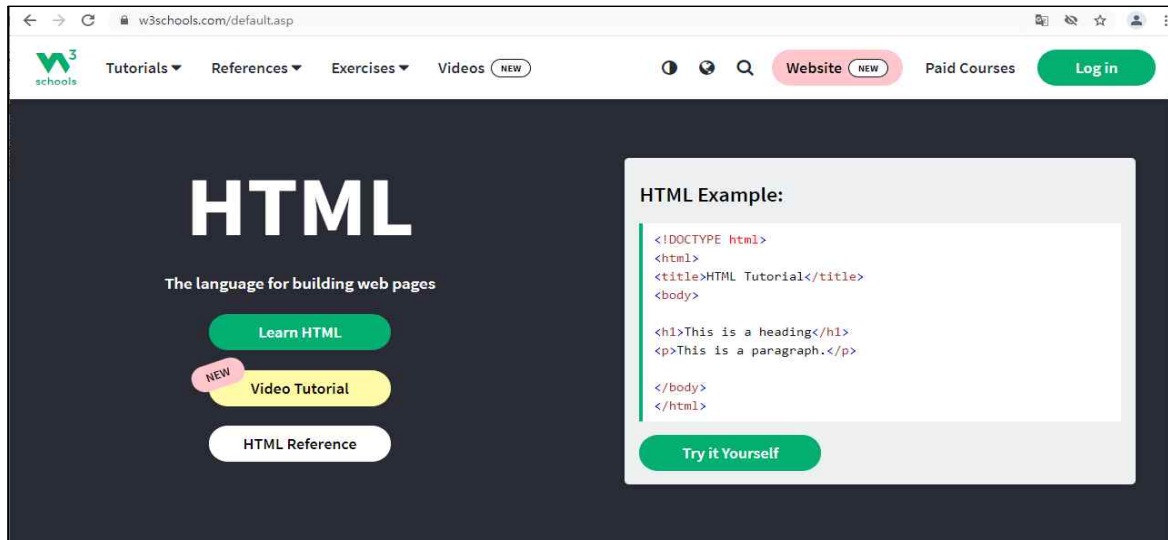 w3schools.com/default.asp
W3 schools
Tutorials References Exercises Videos NEW Website NEW Paid Courses Log in
HTML
The language for building web pages
Learn HTML
NEW
Video Tutorial
HTML Reference
HTML Example:
<!DOCTYPE html>
<html>
<title>HTML Tutorial</title>
<body>
<h1>This is a heading</h1>
<p>This is a paragraph.</p>
</body>
</html>
Try it Yourself